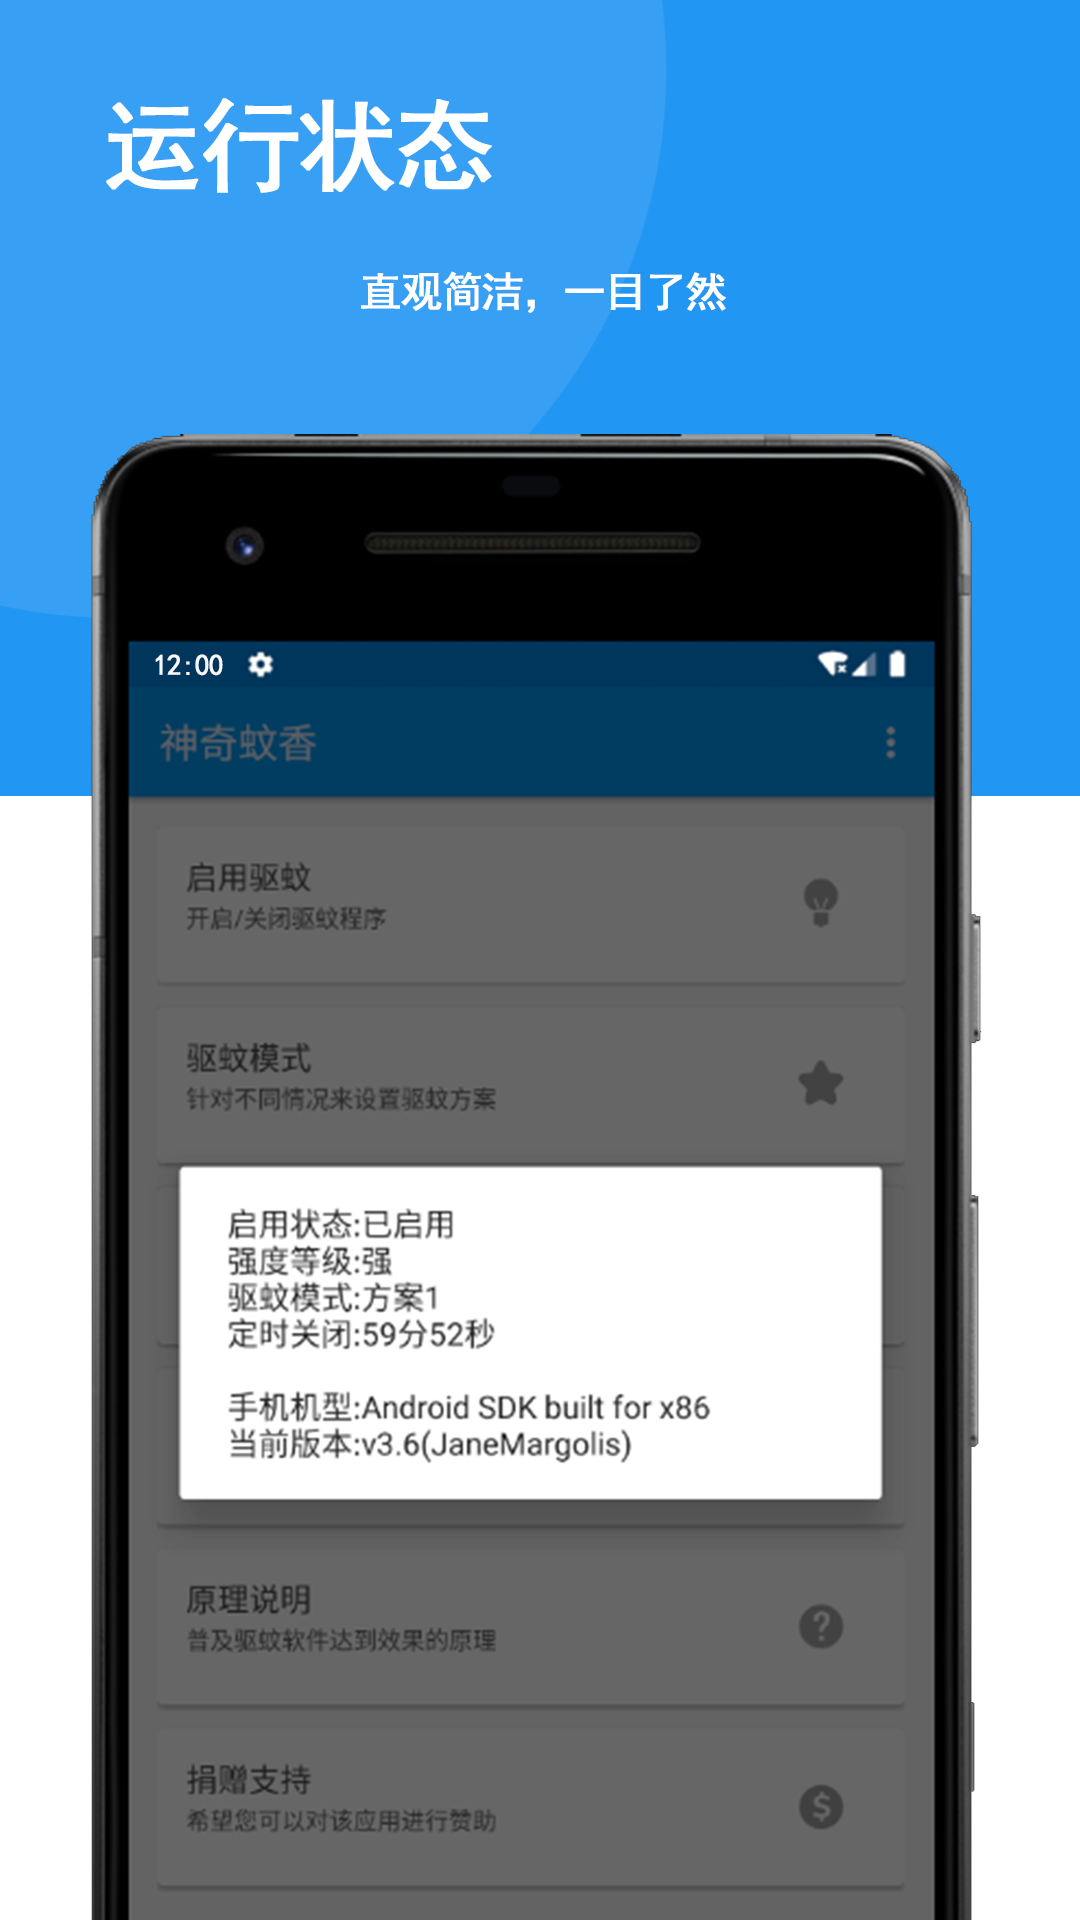 运行状态
直观简洁，一目了然
12:00
神奇蚊香
启用驱蚊
开启/关闭驱蚊程序
驱蚊模式
针对不同情况来设置驱蚊方案
启用状态:已启用
强度等级:强
驱蚊模式:方案1
定时关闭:59分52秒
手机机型:Android SDK built for x86
当前版本:v3.6(JaneMargolis)
原理说明
普及驱蚊软件达到效果的原理
捐赠支持
希望您可以对该应用进行赞助